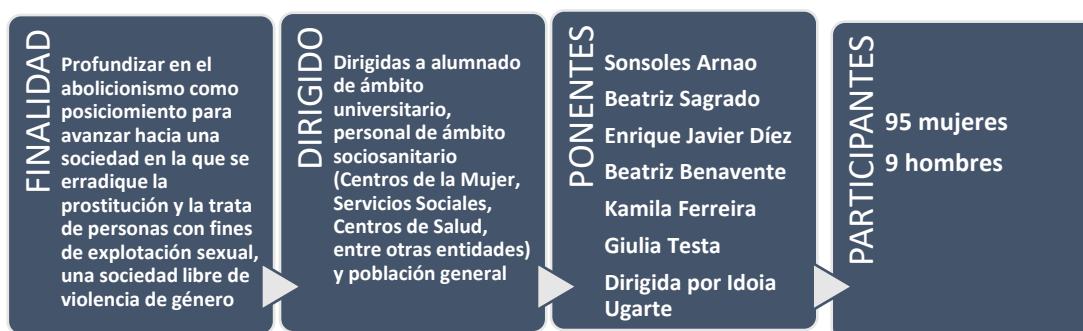 FINALIDAD
Profundizar en el
abolicionismo como
posiciomiento para
avanzar hacia una
sociedad en la que se
erradique la
prostitución y la trata
de personas con fines
de explotación sexual,
una sociedad libre de
violencia de género
DIRIGIDO
Dirigidas a alumnado
de ámbito
universitario,
personal de ámbito
sociosanitario
(Centros de la Mujer,
Servicios Sociales,
Centros de Salud,
entre otras entidades)
y población general
PONENTES
Sonsoles Arnao
Beatriz Sagrado
Enrique Javier Díez
Beatriz Benavente
Kamila Ferreira
Giulia Testa
Dirigida por Idoia
Ugarte
PARTICIPANTES
95 mujeres
9 hombres